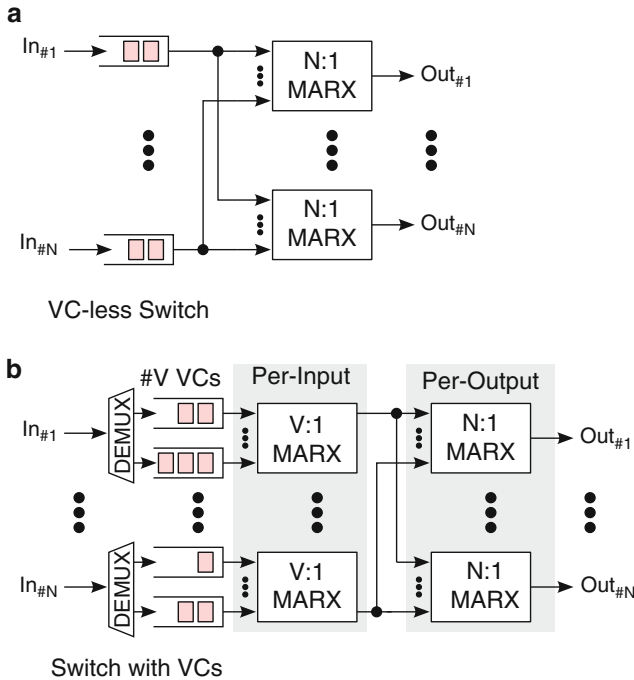 a
In#1
N:1
MARX
Out#1
In#N
N:1
MARX
Out#N
VC-less Switch
b
#V VCs
Per-Input
Per-Output
In#1
DEMUX
V:1
MARX
N:1
MARX
Out#1
In#N
DEMUX
V:1
MARX
N:1
MARX
Out#N
Switch with VCs